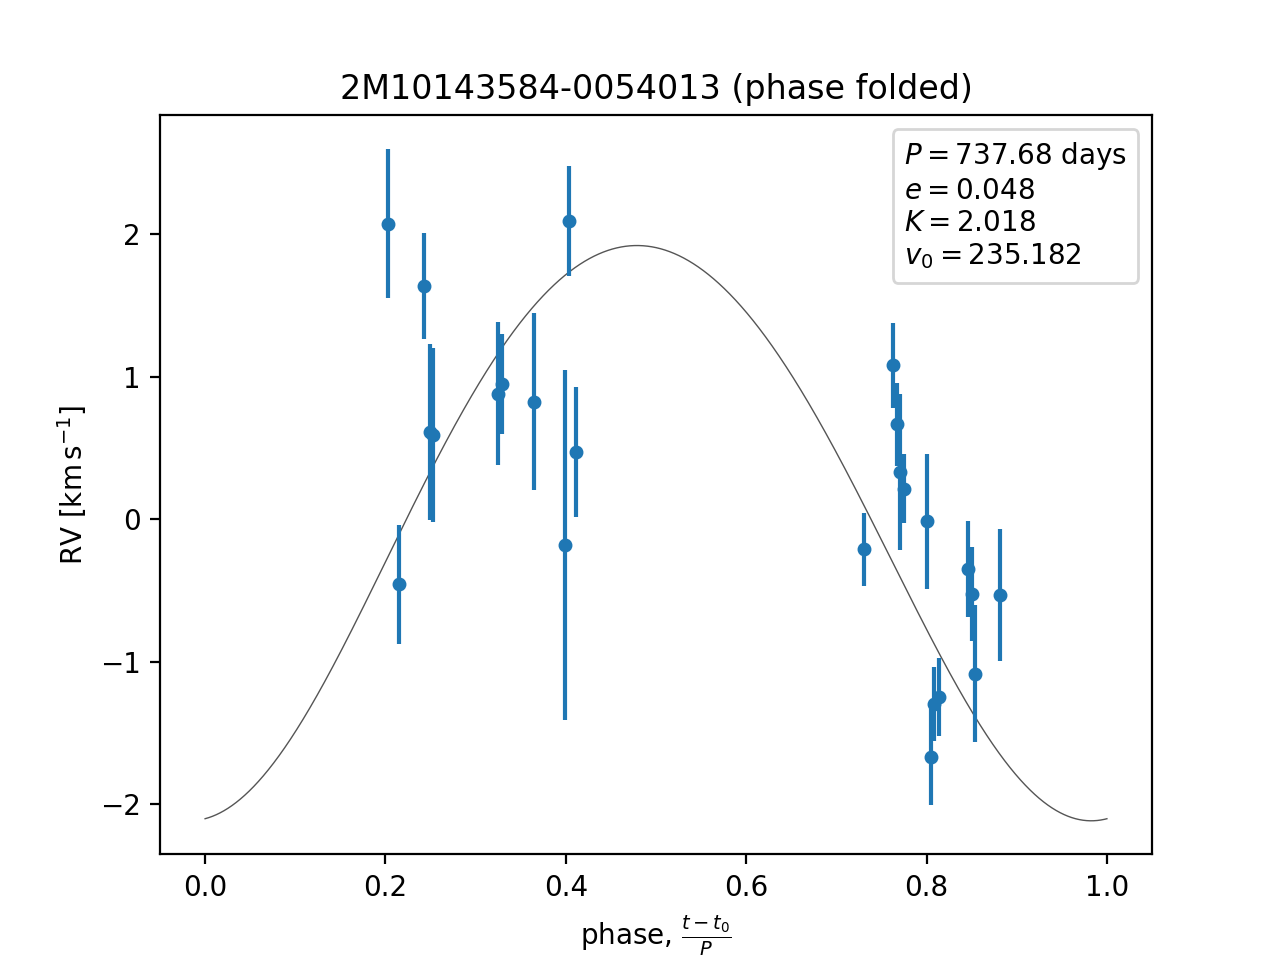 2M10143584-0054013 (phase folded)
P = 737.68 days
e = 0.048
K = 2.018
v₀ = 235.182
RV [km s⁻¹]
2
1
0
−1
−2
0.0 0.2 0.4 0.6 0.8 1.0
phase, (t − t₀)/P